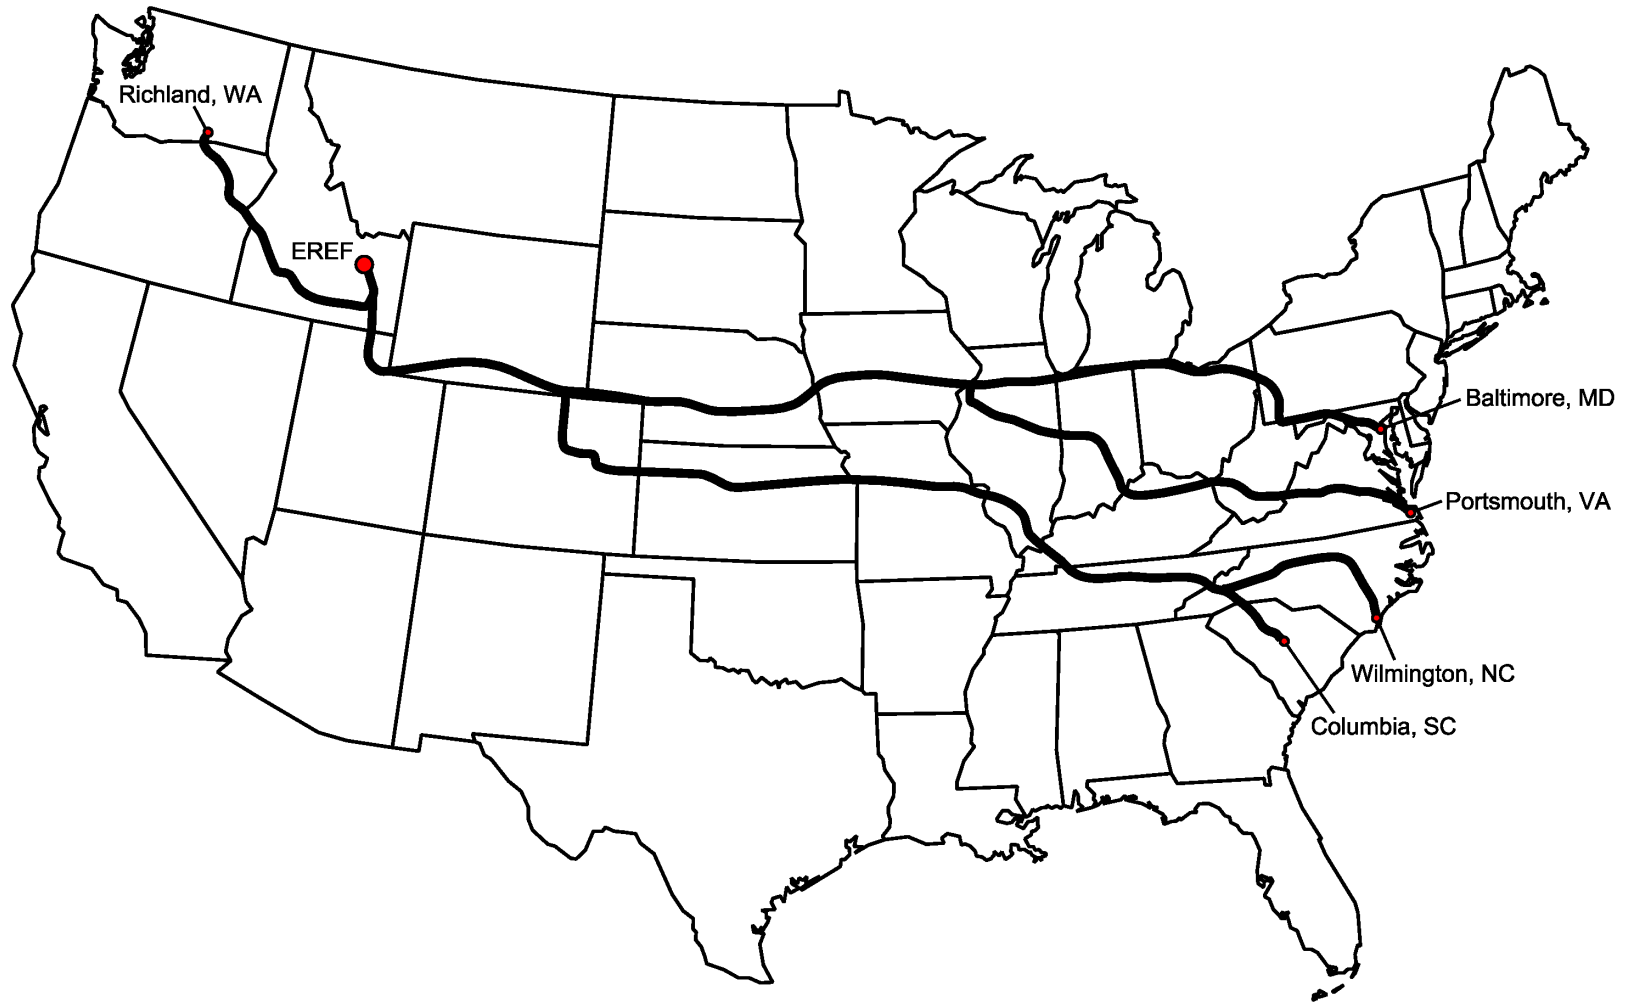 Richland, WA
EREF
Baltimore, MD
Portsmouth, VA
Wilmington, NC
Columbia, SC